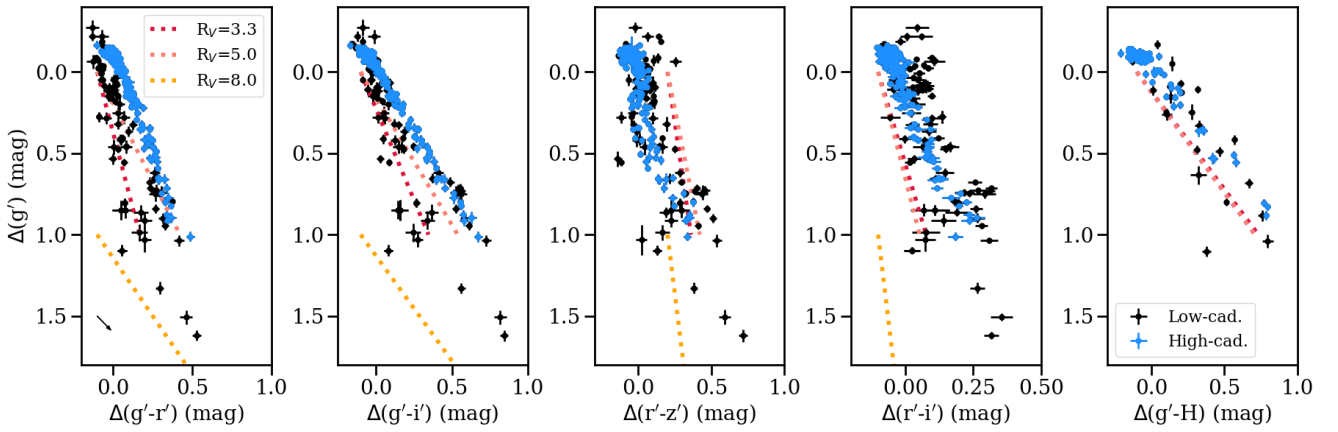 R_V=3.3
R_V=5.0
R_V=8.0
Low-cad.
High-cad.
Δ(g′) (mag)
0.0
0.5
1.0
1.5
0.0
0.5
1.0
1.5
0.0
0.5
1.0
1.5
0.0
0.5
1.0
1.5
0.0
0.5
1.0
1.5
0.0 0.5 1.0
0.0 0.5 1.0
0.0 0.5 1.0
0.00 0.25 0.50
0.0 0.5 1.0
Δ(g′-r′) (mag)
Δ(g′-i′) (mag)
Δ(r′-z′) (mag)
Δ(r′-i′) (mag)
Δ(g′-H) (mag)